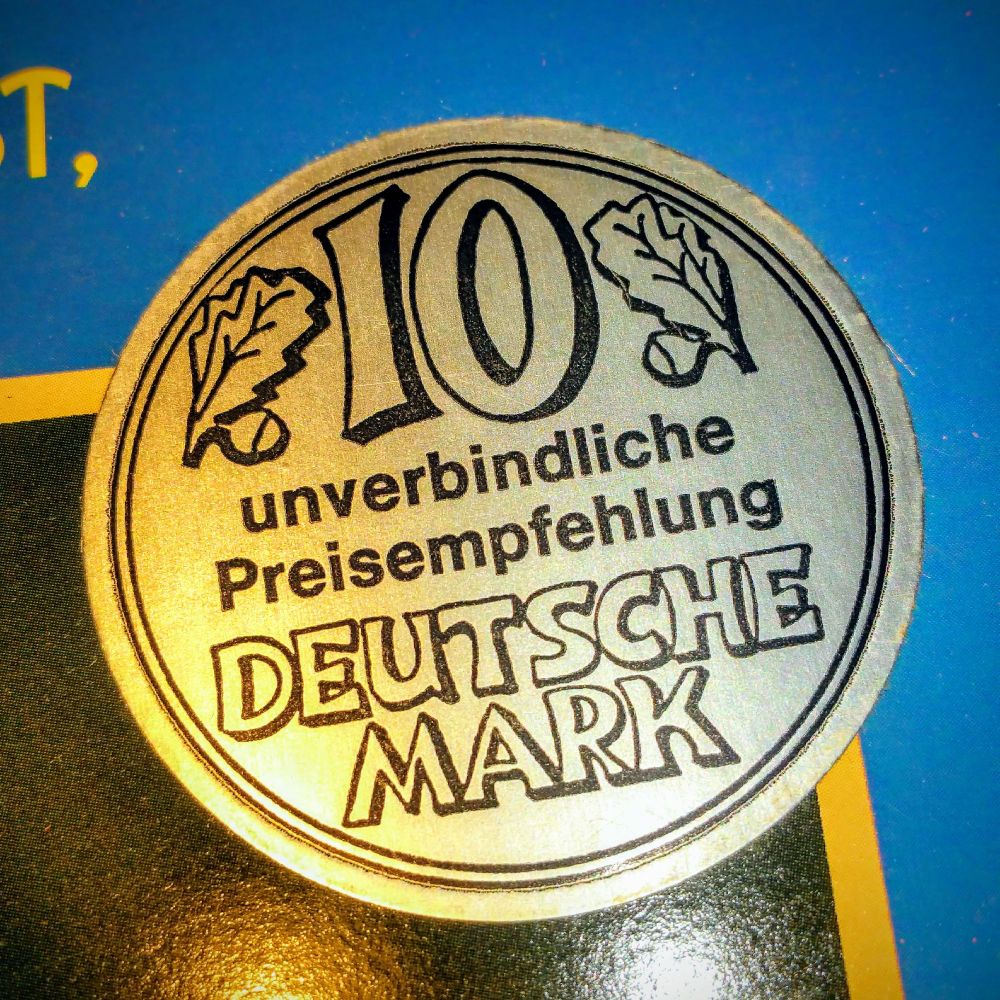 T,
10
unverbindliche
Preisempfehlung
DEUTSCHE
MARK